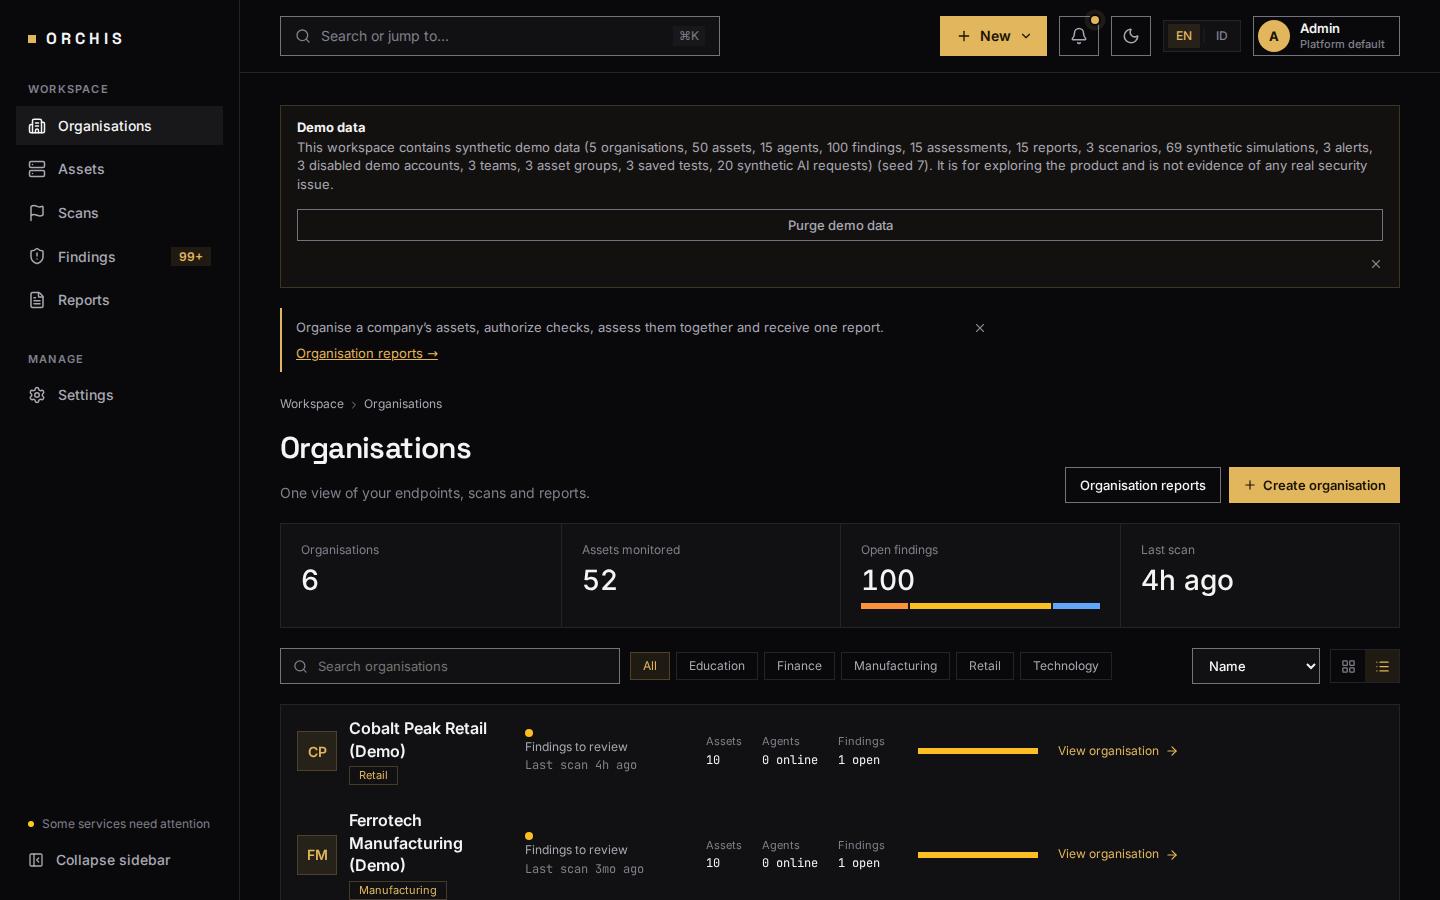 ORCHIS
Search or jump to...
⌘K
New
EN
ID
A
Admin
Platform default
WORKSPACE
Organisations
Assets
Scans
Findings
99+
Reports
MANAGE
Settings
Some services need attention
Collapse sidebar
Demo data
This workspace contains synthetic demo data (5 organisations, 50 assets, 15 agents, 100 findings, 15 assessments, 15 reports, 3 scenarios, 69 synthetic simulations, 3 alerts,
3 disabled demo accounts, 3 teams, 3 asset groups, 3 saved tests, 20 synthetic AI requests) (seed 7). It is for exploring the product and is not evidence of any real security
issue.
Purge demo data
Organise a company's assets, authorize checks, assess them together and receive one report.
Organisation reports →
Workspace › Organisations
Organisations
One view of your endpoints, scans and reports.
Organisation reports
Create organisation
Organisations
6
Assets monitored
52
Open findings
100
Last scan
4h ago
Search organisations
All
Education
Finance
Manufacturing
Retail
Technology
Name
CP
Cobalt Peak Retail
(Demo)
Retail
Findings to review
Last scan 4h ago
Assets
10
Agents
0 online
Findings
1 open
View organisation →
FM
Ferrotech
Manufacturing
(Demo)
Manufacturing
Findings to review
Last scan 3mo ago
Assets
10
Agents
0 online
Findings
1 open
View organisation →